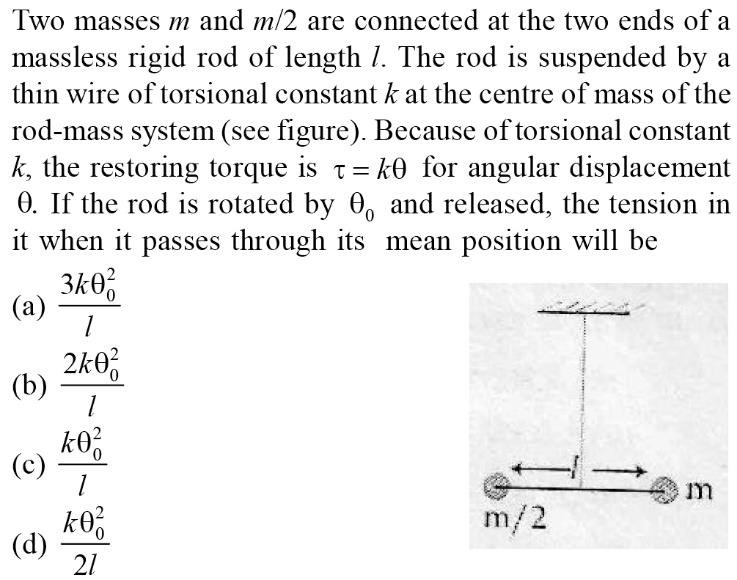 Two masses m and m/2 are connected at the two ends of a
massless rigid rod of length l. The rod is suspended by a
thin wire of torsional constant k at the centre of mass of the
rod-mass system (see figure). Because of torsional constant
k, the restoring torque is τ = kθ for angular displacement
θ. If the rod is rotated by θ₀ and released, the tension in
it when it passes through its mean position will be
(a) 3kθ₀²/l
(b) 2kθ₀²/l
(c) kθ₀²/l
(d) kθ₀²/2l
l
m
m/2